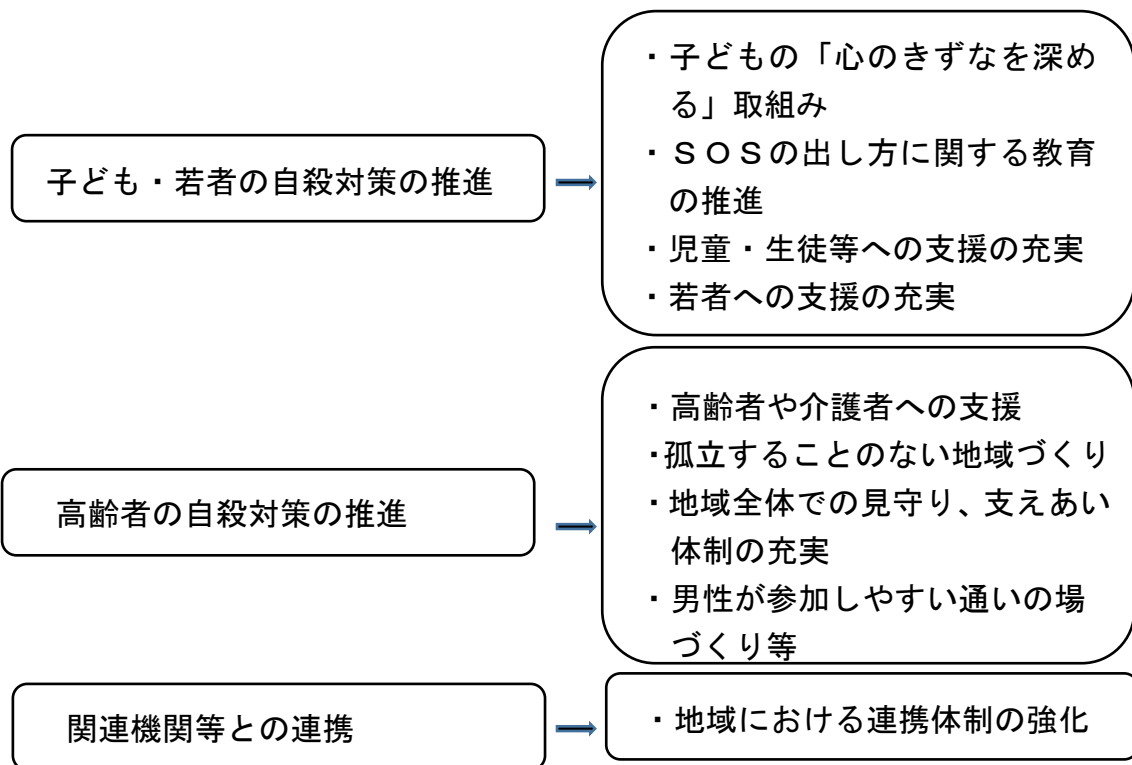 子ども・若者の自殺対策の推進
・子どもの「心のきずなを深め
る」取組み
・ＳＯＳの出し方に関する教育
の推進
・児童・生徒等への支援の充実
・若者への支援の充実
高齢者の自殺対策の推進
・高齢者や介護者への支援
・孤立することのない地域づくり
・地域全体での見守り、支えあい
体制の充実
・男性が参加しやすい通いの場
づくり等
関連機関等との連携
・地域における連携体制の強化